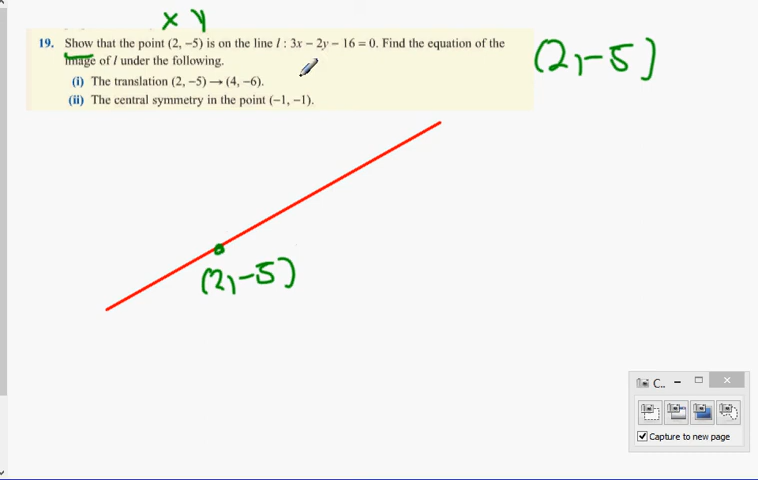 x y
19. Show that the point (2, −5) is on the line l : 3x − 2y − 16 = 0. Find the equation of the
image of l under the following.
(i) The translation (2, −5) → (4, −6).
(ii) The central symmetry in the point (−1, −1).
(2,-5)
(2,-5)
C..
Capture to new page